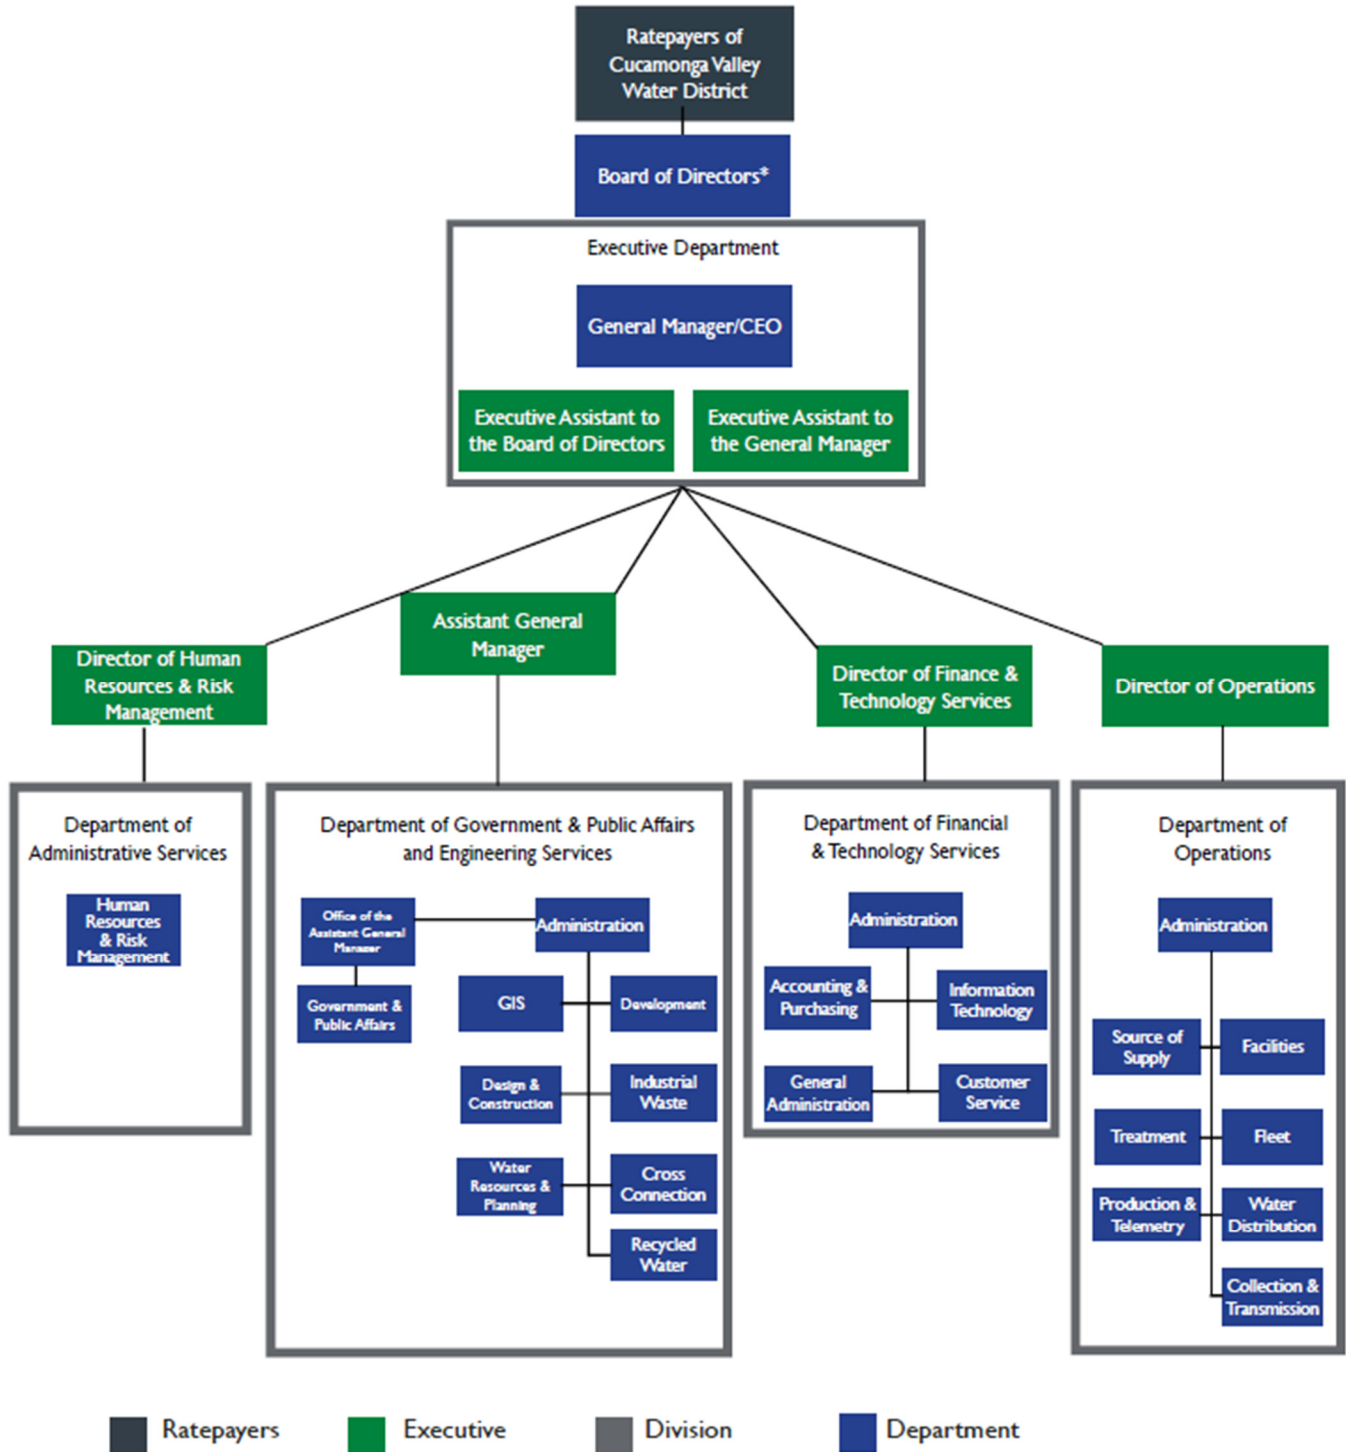 Ratepayers of
Cucamonga Valley
Water District
Board of Directors*
Executive Department
General Manager/CEO
Executive Assistant to
the Board of Directors
Executive Assistant to
the General Manager
Assistant General
Manager
Director of Human
Resources & Risk
Management
Director of Finance &
Technology Services
Director of Operations
Department of
Administrative Services
Human
Resources
& Risk
Management
Department of Government & Public Affairs
and Engineering Services
Office of the
Assistant General
Manager
Administration
Government &
Public Affairs
GIS
Development
Design &
Construction
Industrial
Waste
Water
Resources &
Planning
Cross
Connection
Recycled
Water
Department of Financial
& Technology Services
Administration
Accounting &
Purchasing
Information
Technology
General
Administration
Customer
Service
Department of
Operations
Administration
Source of
Supply
Facilities
Treatment
Fleet
Production &
Telemetry
Water
Distribution
Collection &
Transmission
Ratepayers
Executive
Division
Department